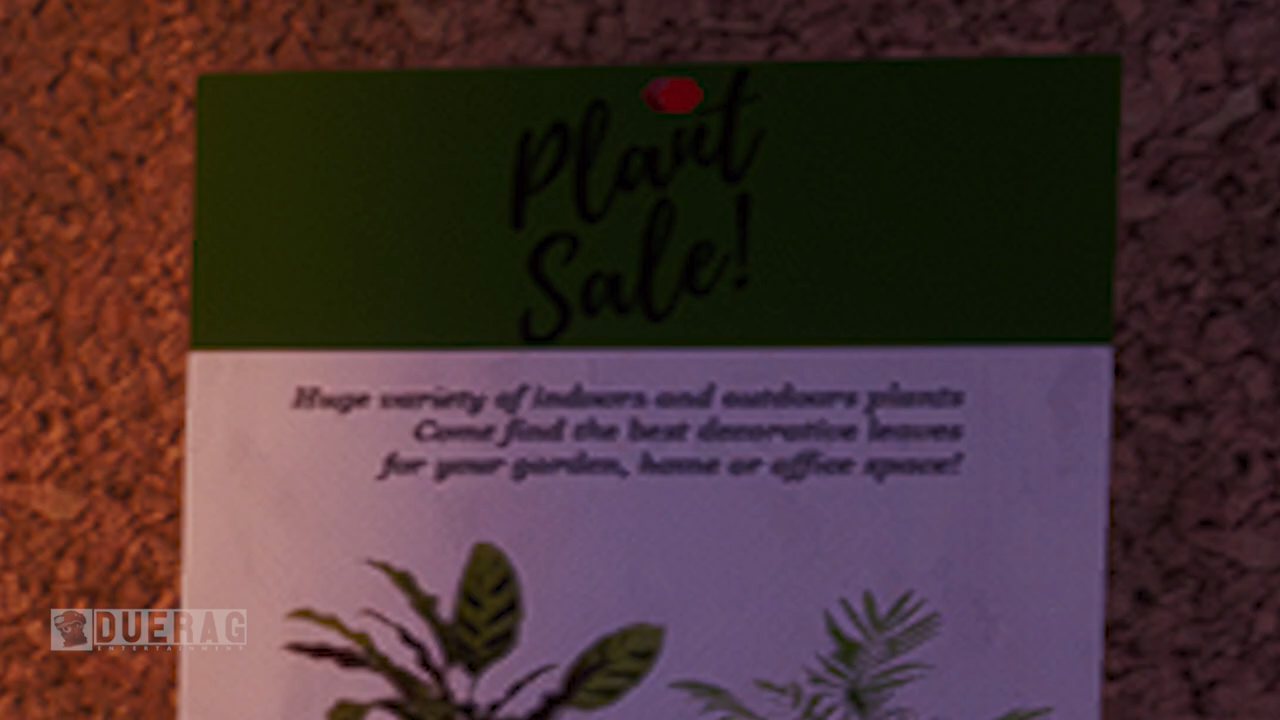 Plant
Sale!
Huge variety of indoors and outdoors plants
Come find the best decorative leaves
for your garden, home or office space!
DUERAG
ENTERTAINMENT